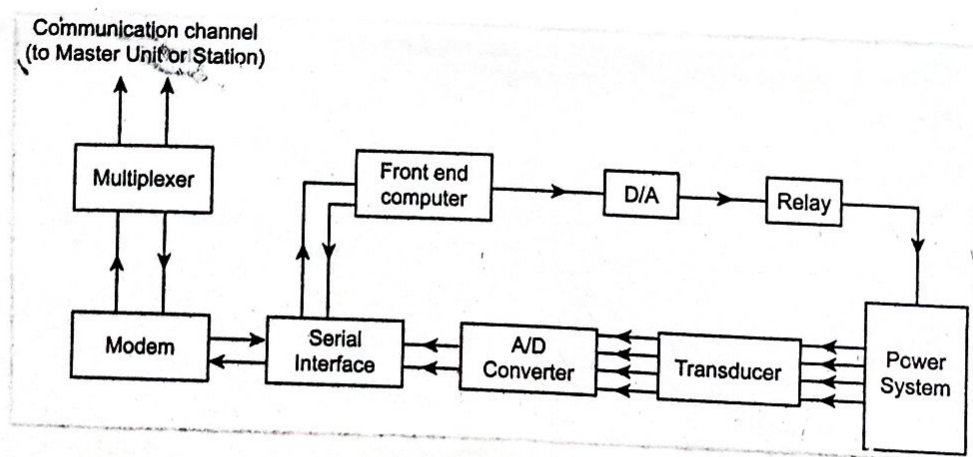 Communication channel
(to Master Unit or Station)
Multiplexer
Front end
computer
D/A
Relay
Modem
Serial
Interface
A/D
Converter
Transducer
Power
System